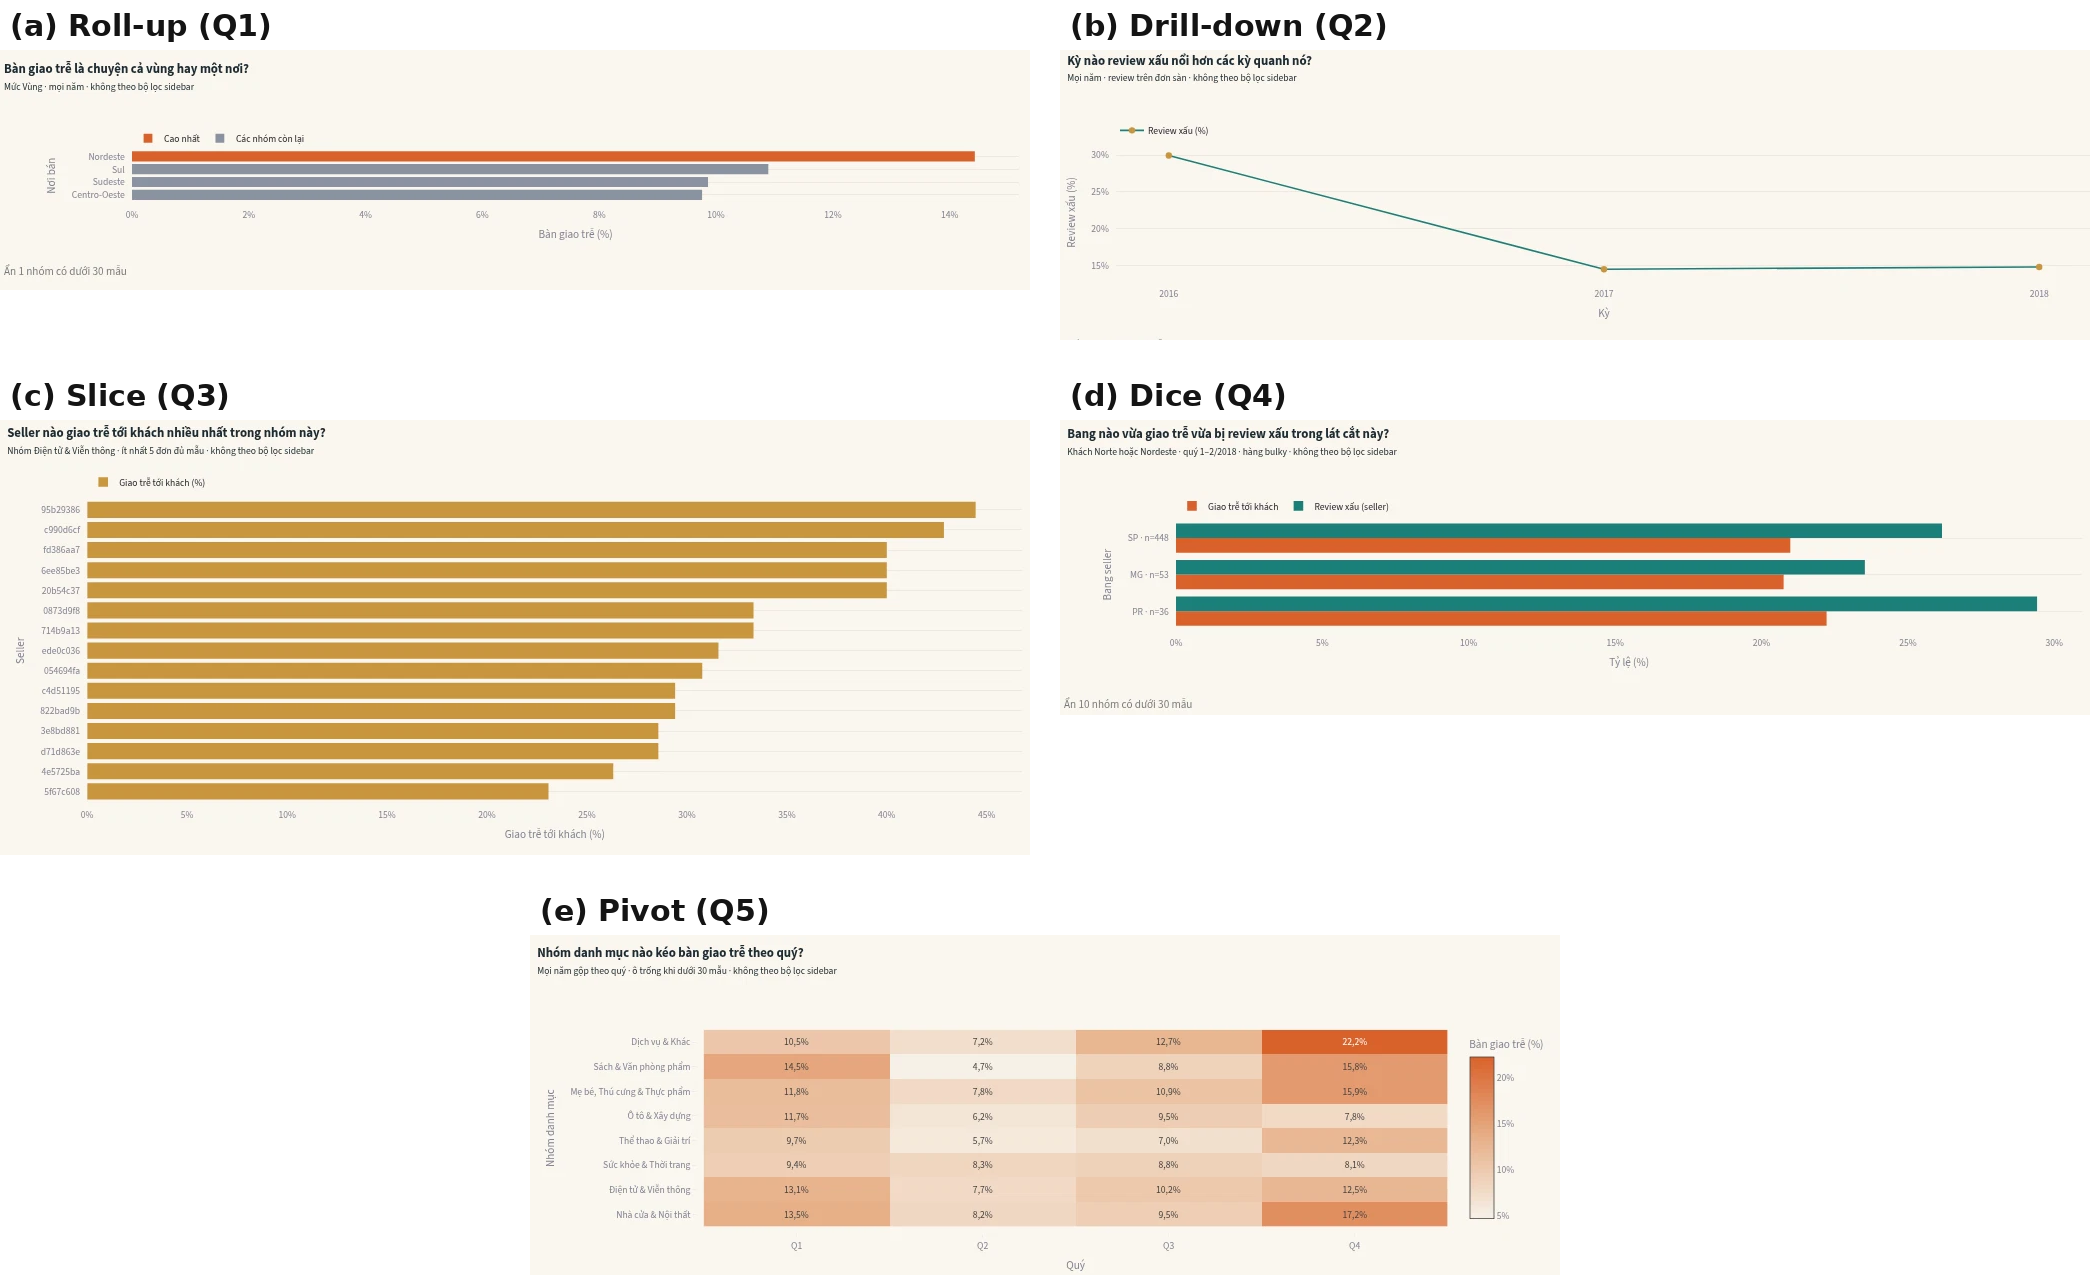 (a) Roll-up (Q1)
Bàn giao trễ là chuyện cả vùng hay một nơi?
Mức Vùng · mọi năm · không theo bộ lọc sidebar
Cao nhất
Các nhóm còn lại
Nơi bán
Nordeste
Sul
Sudeste
Centro-Oeste
0% 2% 4% 6% 8% 10% 12% 14%
Bàn giao trễ (%)
Ẩn 1 nhóm có dưới 30 mẫu
(b) Drill-down (Q2)
Kỳ nào review xấu nổi hơn các kỳ quanh nó?
Mọi năm · review trên đơn sàn · không theo bộ lọc sidebar
Review xấu (%)
Review xấu (%)
30%
25%
20%
15%
2016 2017 2018
Kỳ
(c) Slice (Q3)
Seller nào giao trễ tới khách nhiều nhất trong nhóm này?
Nhóm Điện tử & Viễn thông · ít nhất 5 đơn đủ mẫu · không theo bộ lọc sidebar
Giao trễ tới khách (%)
Seller
95b29386
c990d6cf
fd386aa7
6ee85be3
20b54c37
0873d9f8
714b9a13
ede0c036
054694fa
c4d51195
822bad9b
3e8bd881
d71d863e
4e5725ba
5f67c608
0% 5% 10% 15% 20% 25% 30% 35% 40% 45%
Giao trễ tới khách (%)
(d) Dice (Q4)
Bang nào vừa giao trễ vừa bị review xấu trong lát cắt này?
Khách Norte hoặc Nordeste · quý 1–2/2018 · hàng bulky · không theo bộ lọc sidebar
Giao trễ tới khách
Review xấu (seller)
Bang seller
SP · n=448
MG · n=53
PR · n=36
0% 5% 10% 15% 20% 25% 30%
Tỷ lệ (%)
Ẩn 10 nhóm có dưới 30 mẫu
(e) Pivot (Q5)
Nhóm danh mục nào kéo bàn giao trễ theo quý?
Mọi năm gộp theo quý · ô trống khi dưới 30 mẫu · không theo bộ lọc sidebar
Nhóm danh mục
Dịch vụ & Khác 10,5% 7,2% 12,7% 22,2%
Sách & Văn phòng phẩm 14,5% 4,7% 8,8% 15,8%
Mẹ bé, Thú cưng & Thực phẩm 11,8% 7,8% 10,9% 15,9%
Ô tô & Xây dựng 11,7% 6,2% 9,5% 7,8%
Thể thao & Giải trí 9,7% 5,7% 7,0% 12,3%
Sức khỏe & Thời trang 9,4% 8,3% 8,8% 8,1%
Điện tử & Viễn thông 13,1% 7,7% 10,2% 12,5%
Nhà cửa & Nội thất 13,5% 8,2% 9,5% 17,2%
Q1 Q2 Q3 Q4
Quý
Bàn giao trễ (%)
20%
15%
10%
5%